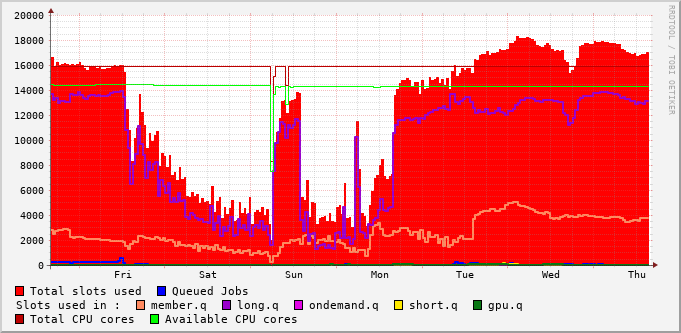 20000
18000
16000
14000
12000
10000
8000
6000
4000
2000
0
Fri Sat Sun Mon Tue Wed Thu
RRDTOOL / TOBI OETIKER
Total slots used Queued Jobs
Slots used in : member.q long.q ondemand.q short.q gpu.q
Total CPU cores Available CPU cores